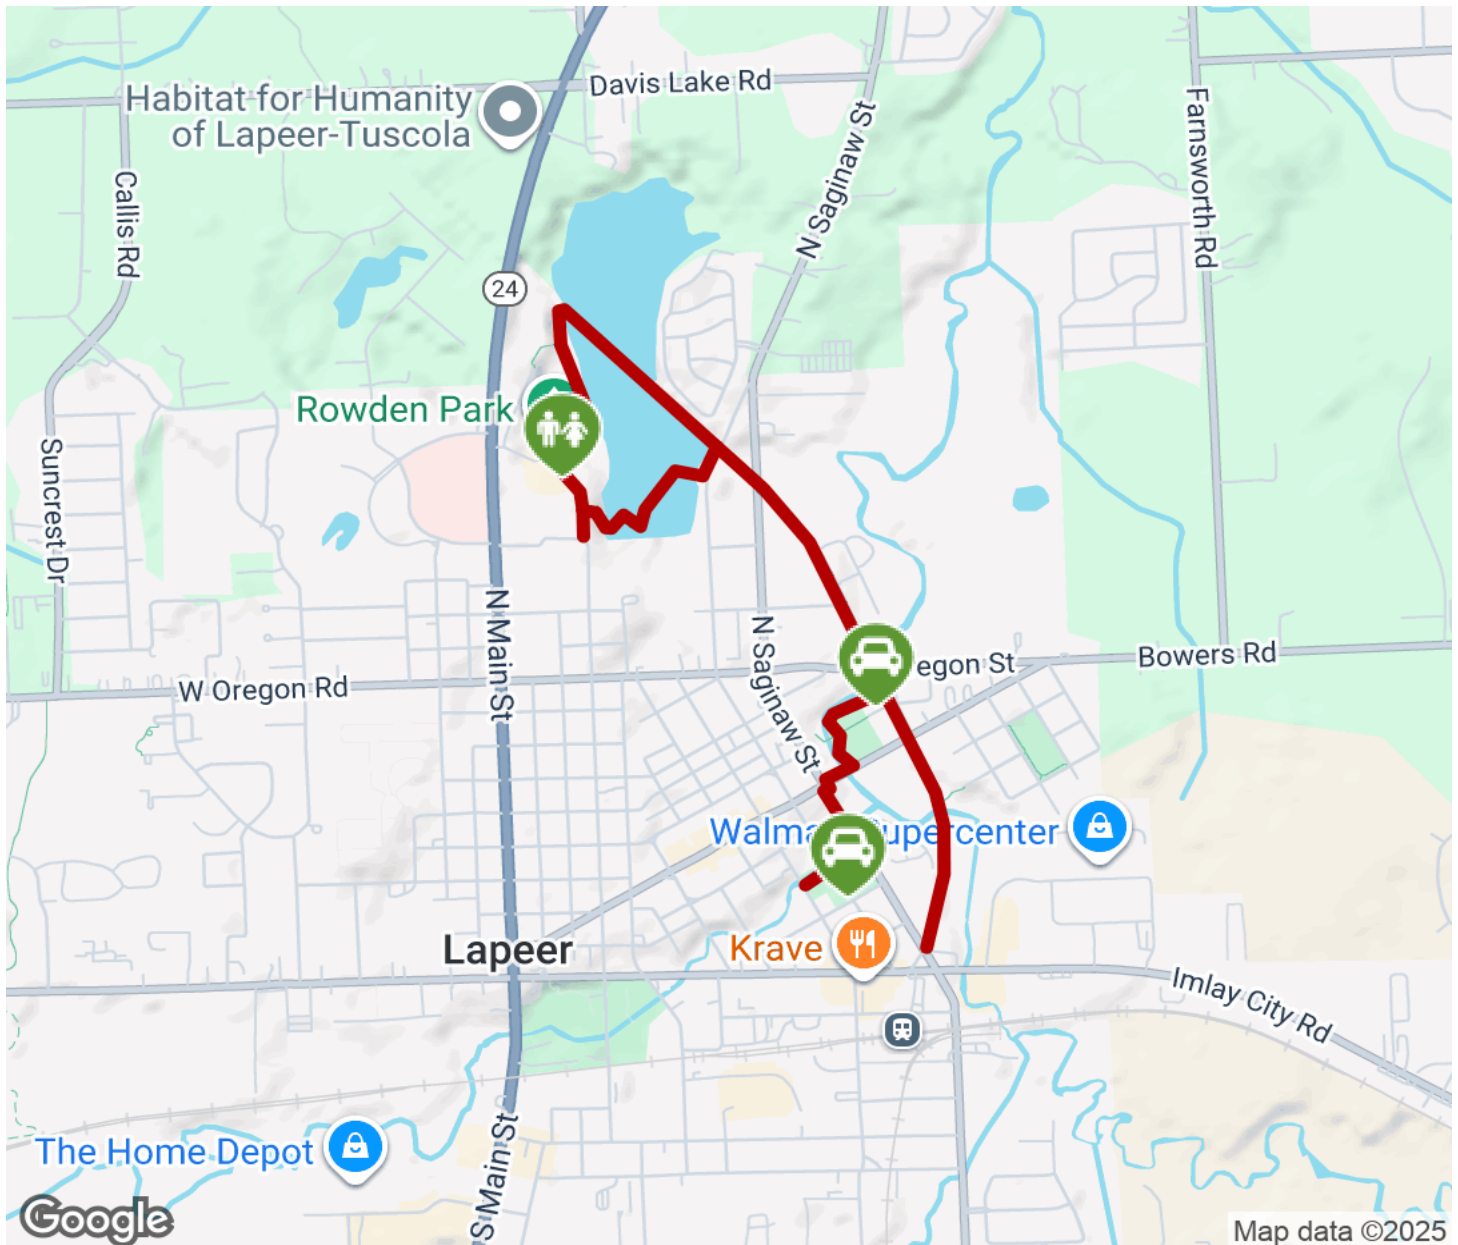 Davis Lake Rd
Habitat for Humanity
of Lapeer-Tuscola
N Saginaw St
Farnsworth Rd
Callis Rd
24
Rowden Park
Suncrest Dr
N Main St
N Saginaw St
egon St
Bowers Rd
W Oregon Rd
Walma upercenter
Lapeer
Krave
Imlay City Rd
The Home Depot
S Main St
Google
Map data ©2025